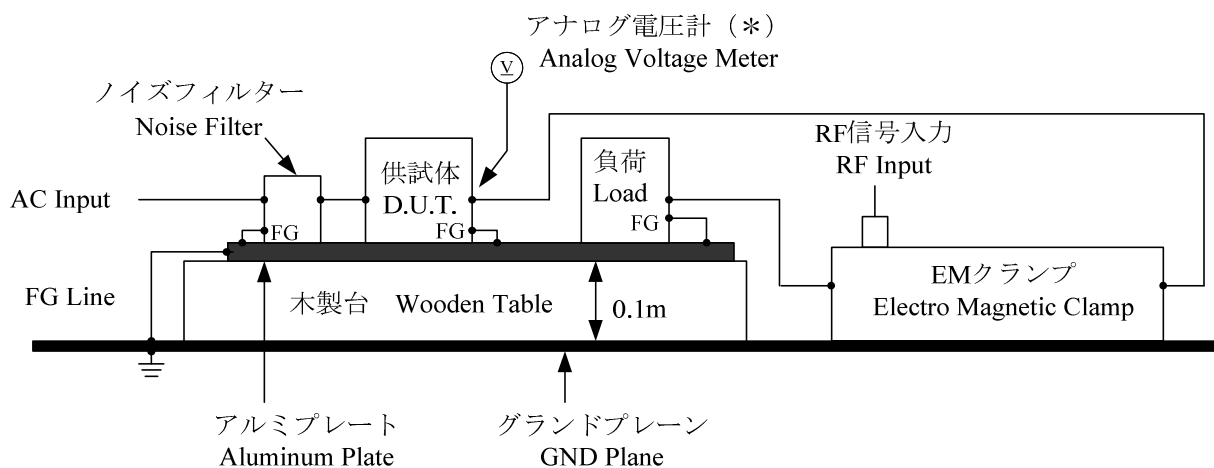 アナログ電圧計（＊）
Analog Voltage Meter
V
ノイズフィルター
Noise Filter
RF信号入力
RF Input
供試体
D.U.T.
負荷
Load
AC Input
FG
FG
FG
EMクランプ
Electro Magnetic Clamp
FG Line
木製台 Wooden Table
0.1m
アルミプレート
Aluminum Plate
グランドプレーン
GND Plane